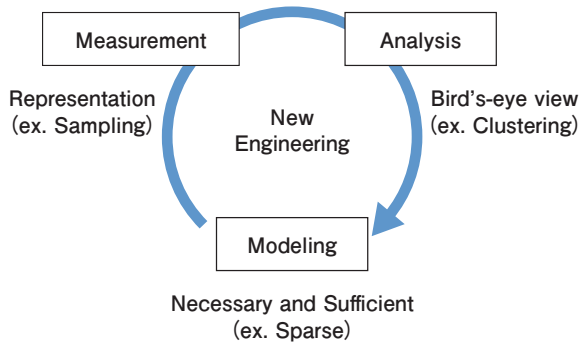 Measurement
Analysis
Representation
(ex. Sampling)
Bird's-eye view
(ex. Clustering)
New
Engineering
Modeling
Necessary and Sufficient
(ex. Sparse)